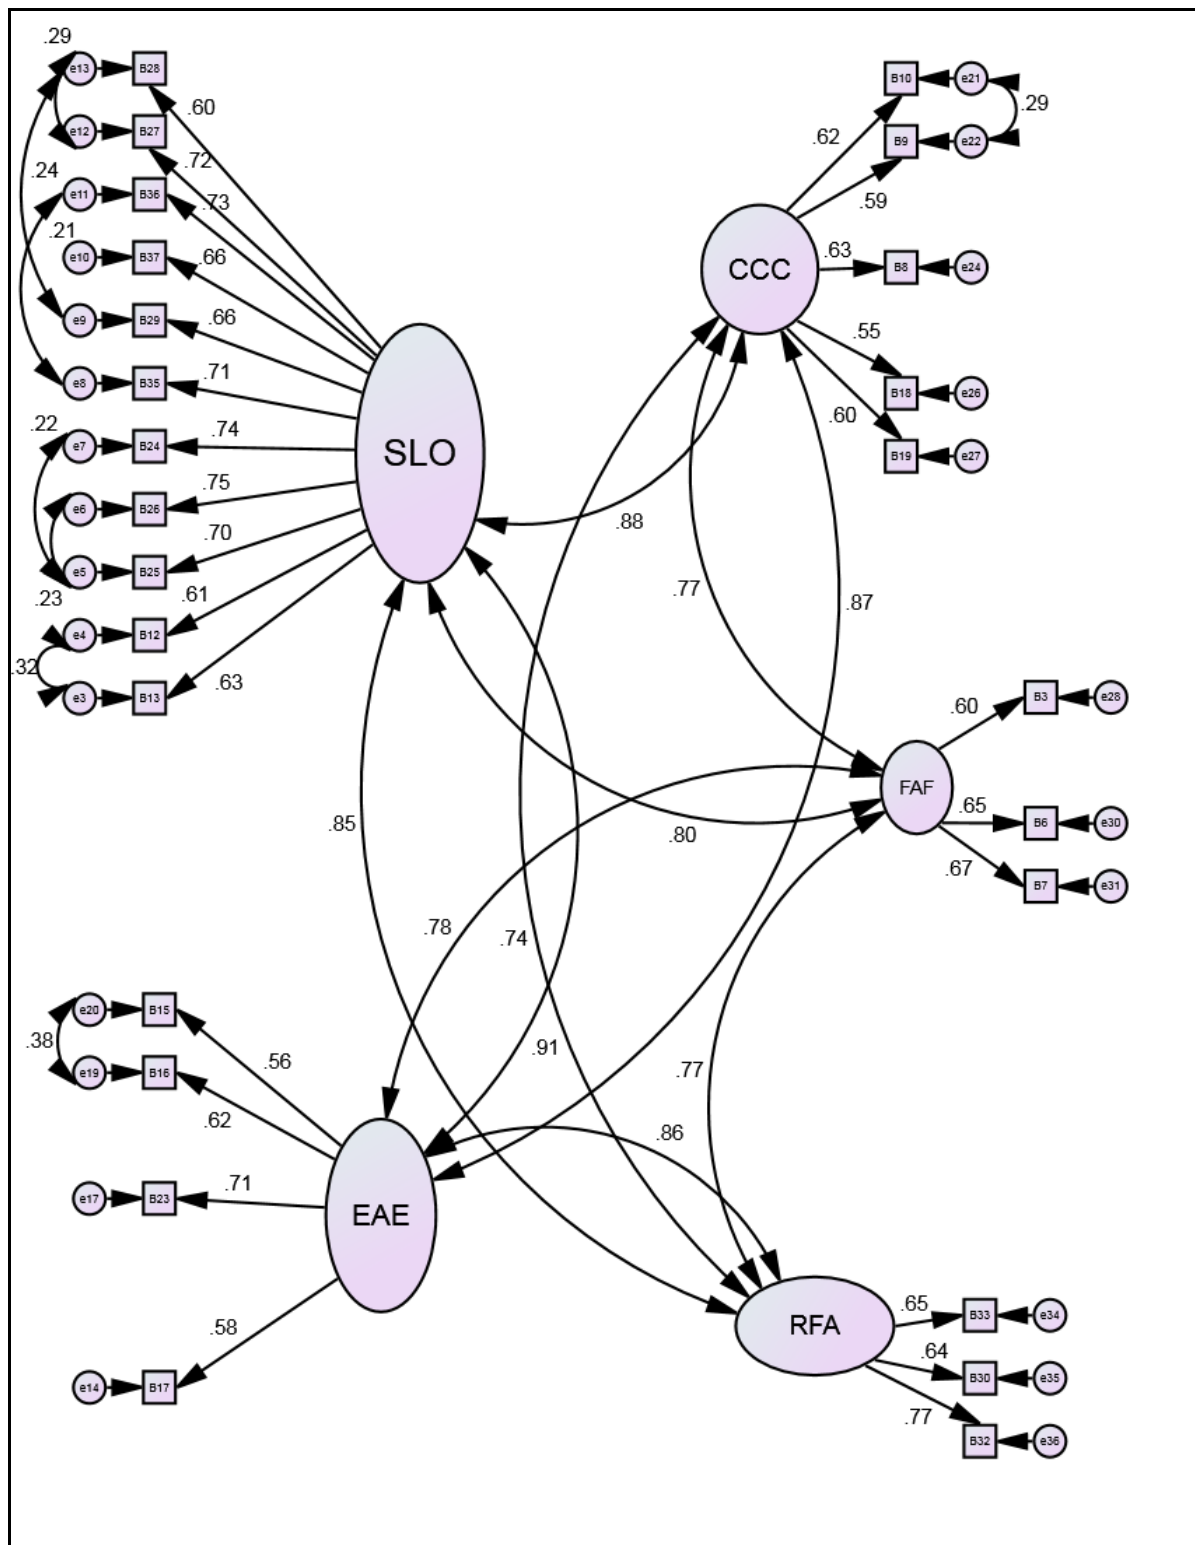 .29
e13 B28
.60
e12 B27
.72
.24
e11 B36
.73
.21
e10 B37
.66
e9 B29
.66
e8 B35
.71
.22
e7 B24
.74
e6 B26
.75
e5 B25
.70
.23
e4 B12
.61
.32
e3 B13
.63
SLO
B10 e21
.29
.62
B9 e22
.59
CCC
.63
B8 e24
.55
B18 e26
.60
B19 e27
.88
.77
.87
.60
B3 e28
FAF
.65
B6 e30
.67
B7 e31
.85
.80
.78
.74
.91
.77
.86
e20 B15
.38
.56
e19 B16
.62
e17 B23
.71
EAE
.58
e14 B17
RFA
.65
B33 e34
.64
B30 e35
.77
B32 e36